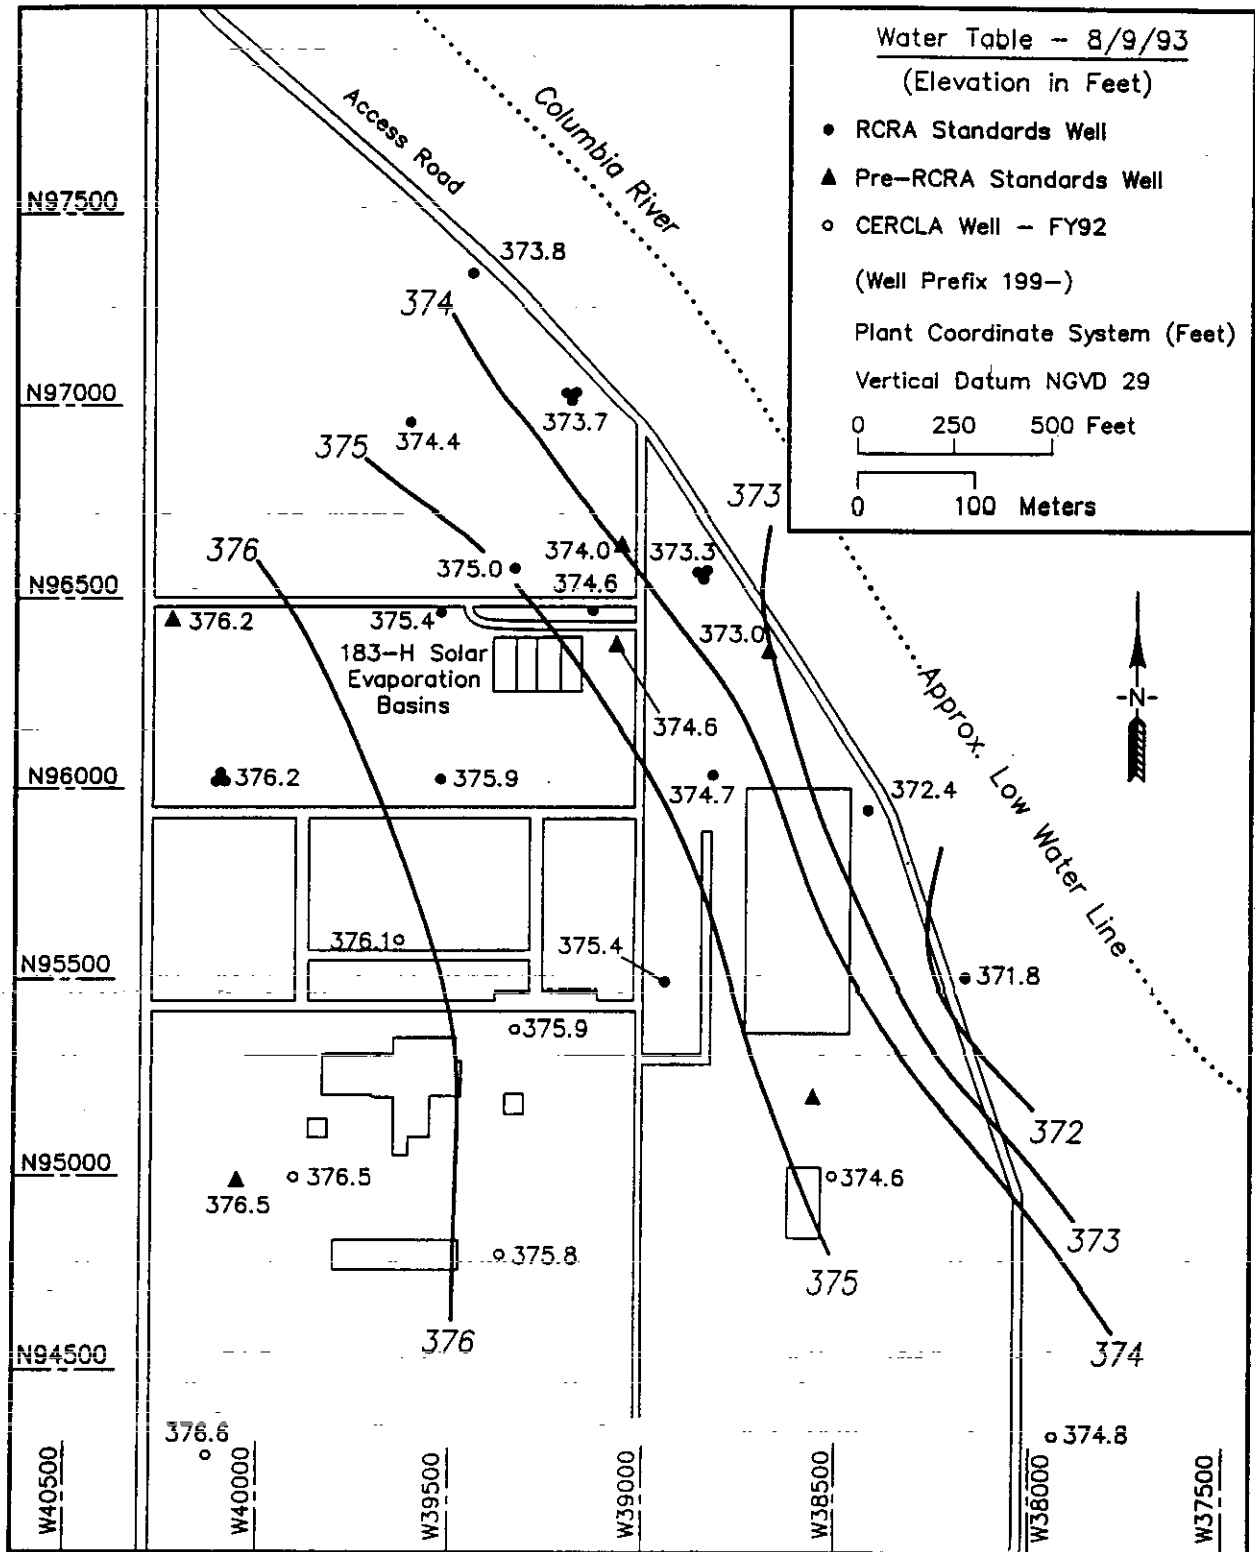 Water Table - 8/9/93
(Elevation in Feet)
RCRA Standards Well
Pre-RCRA Standards Well
CERCLA Well - FY92
(Well Prefix 199-)
Plant Coordinate System (Feet)
Vertical Datum NGVD 29
0 250 500 Feet
0 100 Meters
Access Road
Columbia River
N97500
373.8
374
N97000
373.7
374.4
375
373
376
374.0
373.3
375.0
374.6
N96500
376.2
375.4
373.0
183-H Solar
Evaporation
Basins
374.6
-N-
Approx. Low Water Line
N96000
376.2
375.9
374.7
372.4
376.1
375.4
N95500
371.8
375.9
372
N95000
376.5
376.5
374.6
373
375.8
375
376
374
N94500
376.6
374.8
W40500
W40000
W39500
W39000
W38500
W38000
W37500